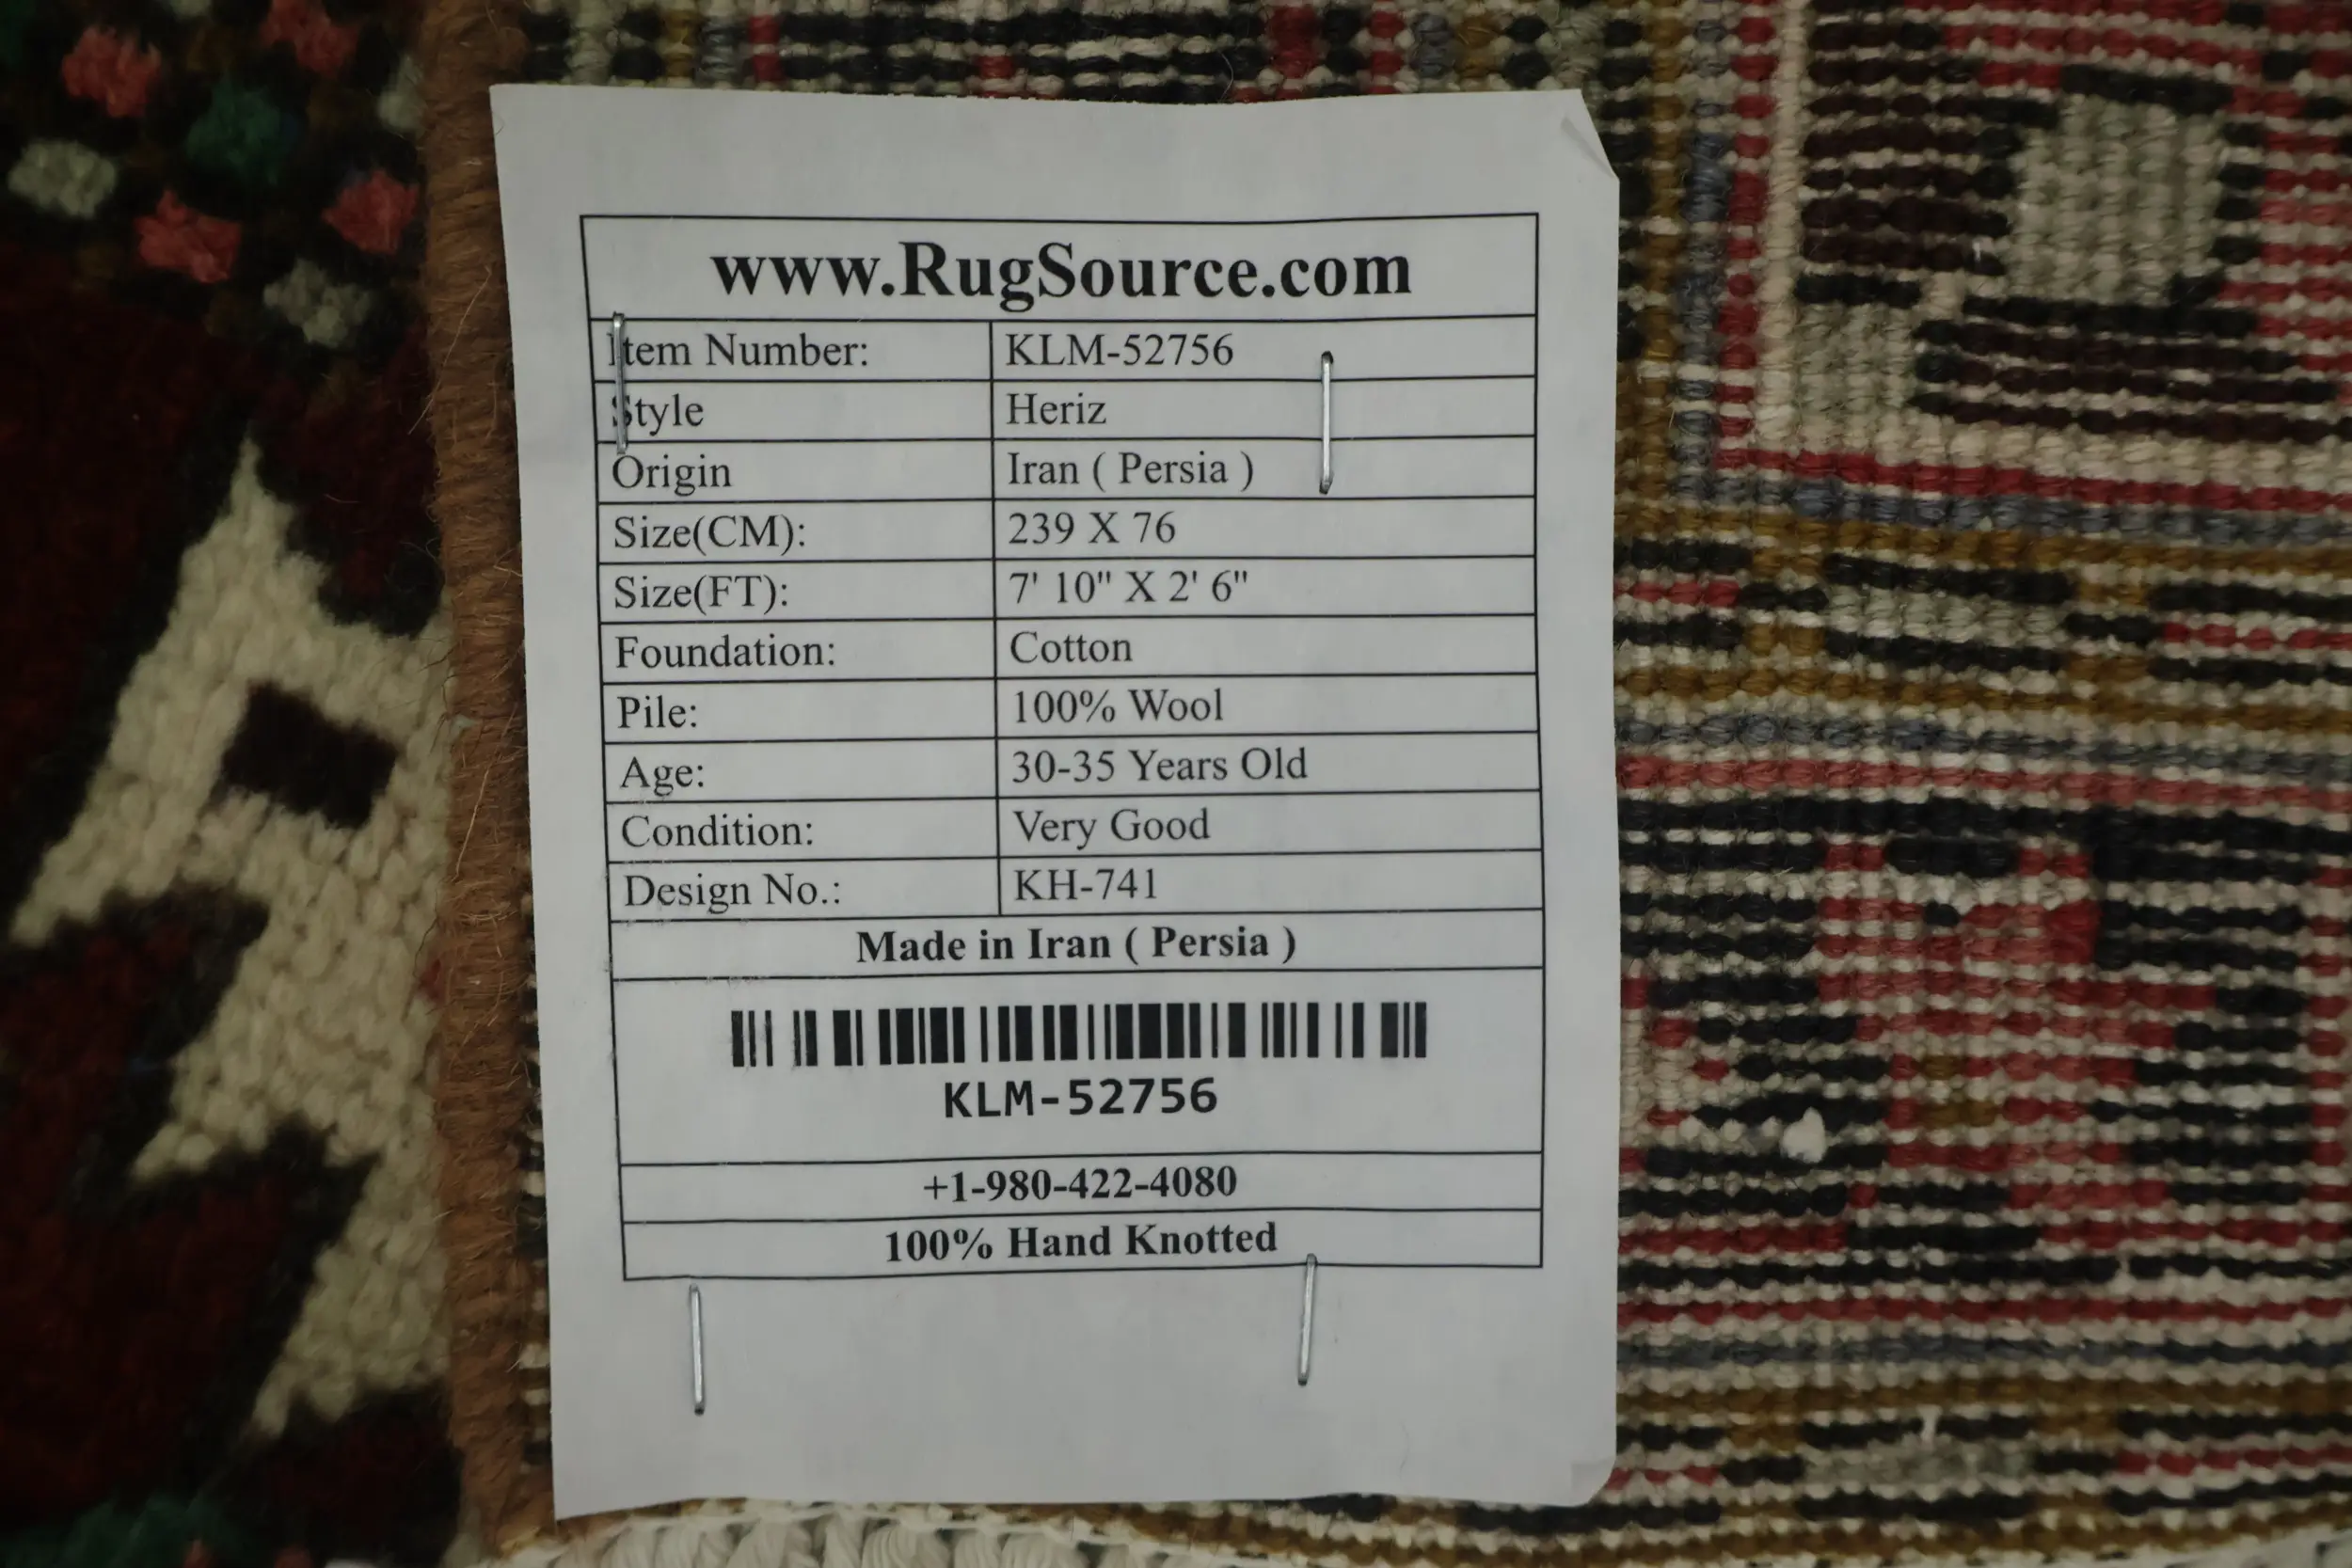 www.RugSource.com
Item Number: KLM-52756
Style Heriz
Origin Iran ( Persia )
Size(CM): 239 X 76
Size(FT): 7' 10" X 2' 6"
Foundation: Cotton
Pile: 100% Wool
Age: 30-35 Years Old
Condition: Very Good
Design No.: KH-741
Made in Iran ( Persia )
KLM-52756
+1-980-422-4080
100% Hand Knotted